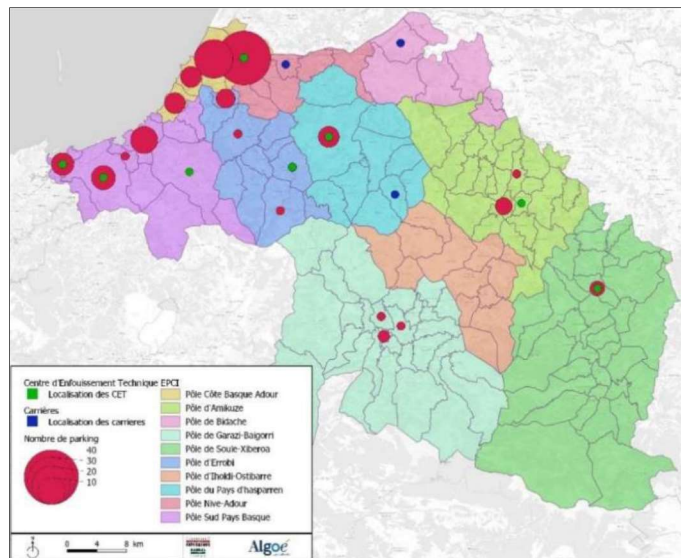 Centre d'Enfouissement Technique EPCI
Localisation des CET
Carrières
Localisation des carrieres
Nombre de parking
40
30
20
10
Pôle Côte Basque Adour
Pôle d'Amikuze
Pôle de Bidache
Pôle de Garazi-Baigorri
Pôle de Soule-Xiberoa
Pôle d'Errobi
Pôle d'Iholdi-Ostibarre
Pôle du Pays d'hasparren
Pôle Nive-Adour
Pôle Sud Pays Basque
0 4 8 km
Algoé